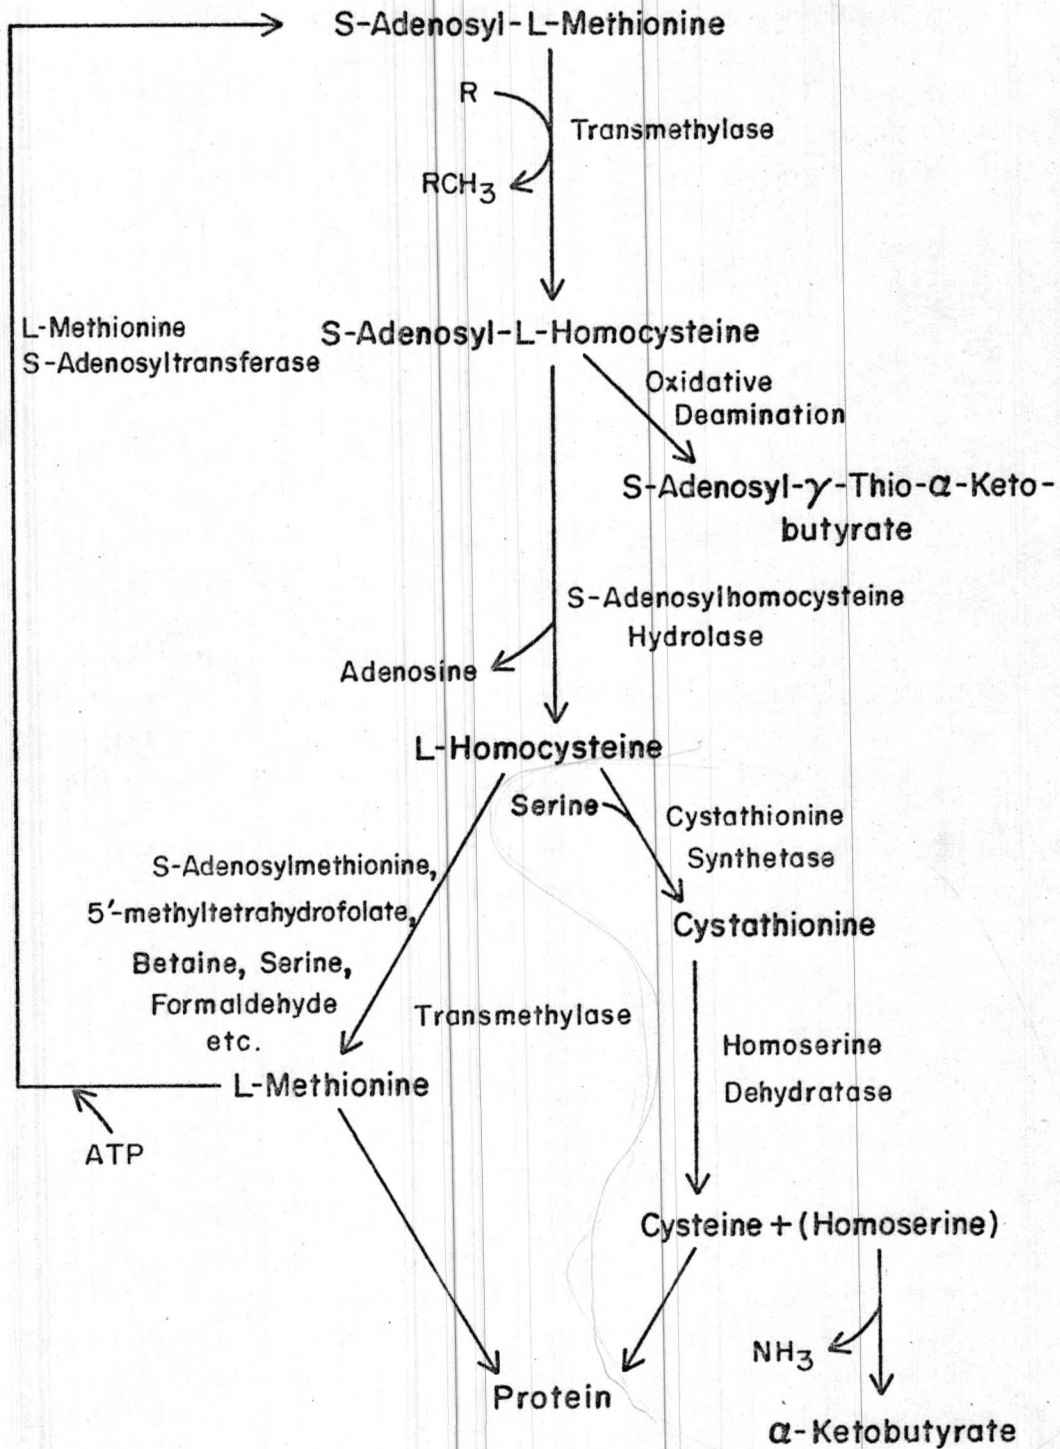 S-Adenosyl-L-Methionine
R
Transmethylase
RCH3
L-Methionine
S-Adenosyltransferase
S-Adenosyl-L-Homocysteine
Oxidative
Deamination
S-Adenosyl-γ-Thio-α-Keto-
butyrate
S-Adenosylhomocysteine
Hydrolase
Adenosine
L-Homocysteine
Serine
Cystathionine
Synthetase
S-Adenosylmethionine,
5′-methyltetrahydrofolate,
Betaine, Serine,
Formaldehyde
etc.
Transmethylase
Cystathionine
Homoserine
Dehydratase
L-Methionine
ATP
Cysteine + (Homoserine)
NH3
Protein
α-Ketobutyrate